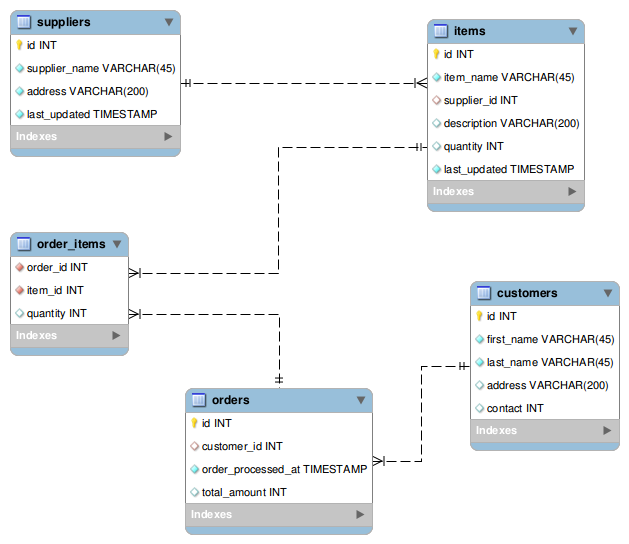 suppliers
id INT
supplier_name VARCHAR(45)
address VARCHAR(200)
last_updated TIMESTAMP
Indexes
items
id INT
item_name VARCHAR(45)
supplier_id INT
description VARCHAR(200)
quantity INT
last_updated TIMESTAMP
Indexes
order_items
order_id INT
item_id INT
quantity INT
Indexes
customers
id INT
first_name VARCHAR(45)
last_name VARCHAR(45)
address VARCHAR(200)
contact INT
Indexes
orders
id INT
customer_id INT
order_processed_at TIMESTAMP
total_amount INT
Indexes